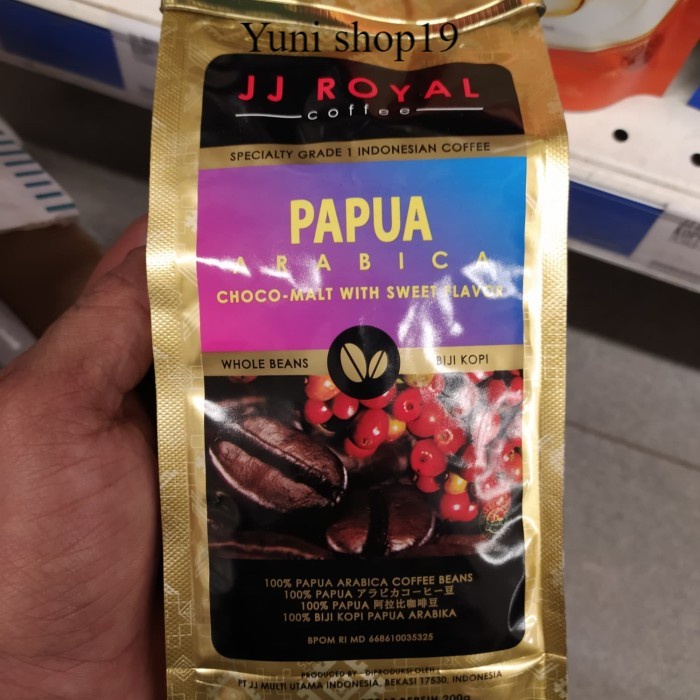 Yuni shop19
JJ ROYAL
coffee
SPECIALTY GRADE 1 INDONESIAN COFFEE
PAPUA
ARABICA
CHOCO-MALT WITH SWEET FLAVOR
WHOLE BEANS
BIJI KOPI
100% PAPUA ARABICA COFFEE BEANS
100% PAPUA アラビカコーヒー豆
100% PAPUA 阿拉比咖啡豆
100% BIJI KOPI PAPUA ARABIKA
BPOM RI MD 668610035325
PRODUCED BY - DIPRODUKSI OLEH :
PT JJ MULTI UTAMA INDONESIA, BEKASI 17530, INDONESIA
BERSIH 200g